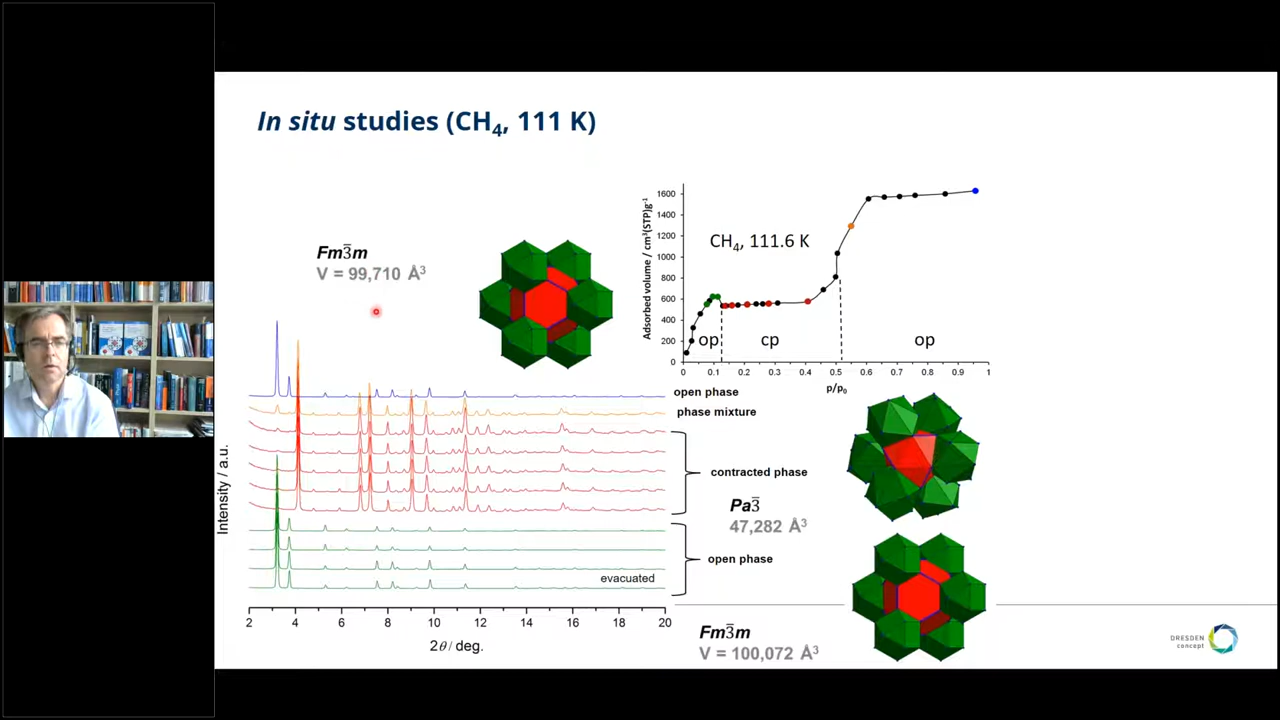 In situ studies (CH₄, 111 K)
Fm3̅m
V = 99,710 Å³
Adsorbed volume / cm³(STP)g⁻¹
1600
1400
1200
1000
800
600
400
200
0
CH₄, 111.6 K
op
cp
op
0 0.1 0.2 0.3 0.4 0.5 0.6 0.7 0.8 0.9 1
p/p₀
open phase
phase mixture
contracted phase
Pa3̅
47,282 Å³
open phase
evacuated
Intensity / a.u.
2 4 6 8 10 12 14 16 18 20
2θ / deg.
Fm3̅m
V = 100,072 Å³
DRESDEN
concept